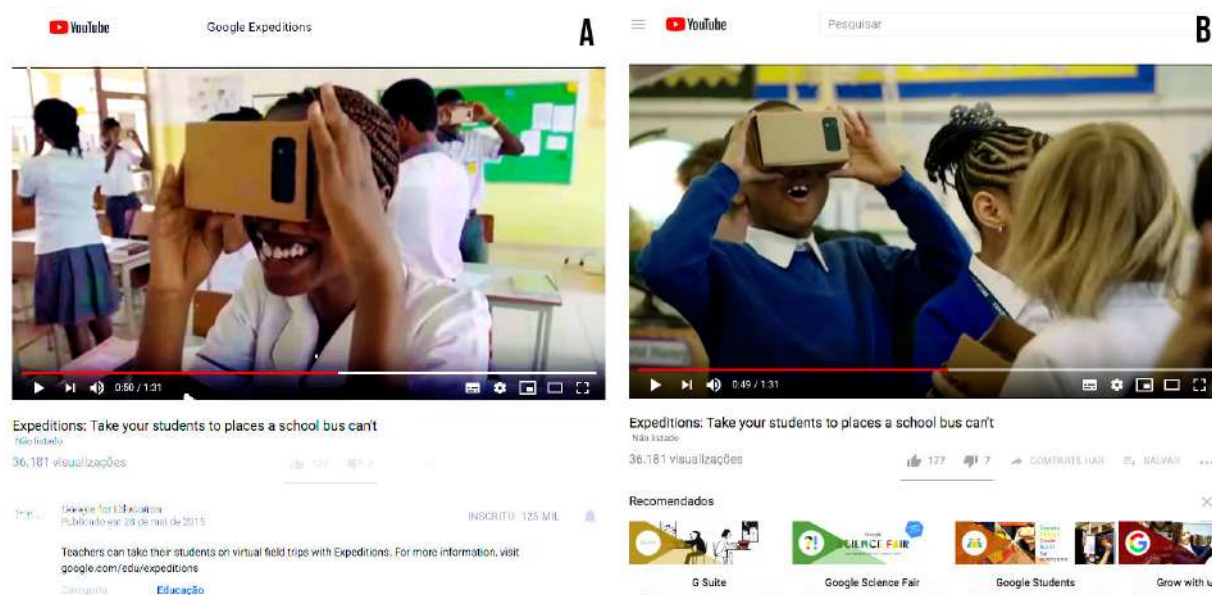 YouTube
Google Expeditions
A
0:50 / 1:31
Expeditions: Take your students to places a school bus can't
Não listado
36.181 visualizações
177 7
Google for Education
Publicado em 28 de mai de 2015
INSCRITO 125 MIL
Teachers can take their students on virtual field trips with Expeditions. For more information, visit
google.com/edu/expeditions
Categoria Educação
YouTube
Pesquisar
B
0:49 / 1:31
Expeditions: Take your students to places a school bus can't
Não listado
36.181 visualizações
177 7 COMPARTILHAR SALVAR
Recomendados
SCIENCE FAIR
G
G Suite
Google Science Fair
Google Students
Grow with